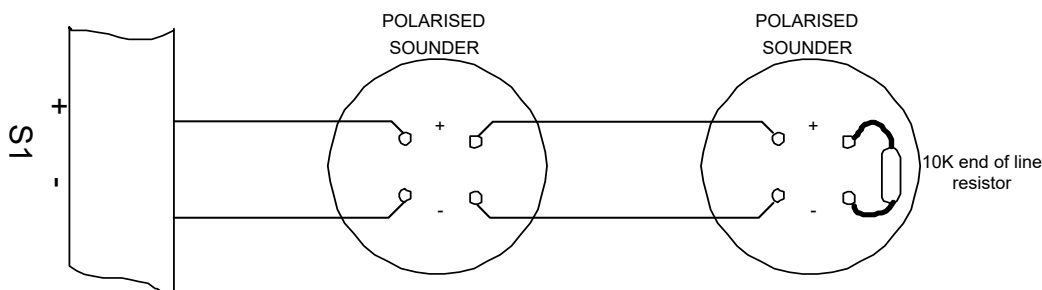 POLARISED
SOUNDER
POLARISED
SOUNDER
+
S1
-
+
-
+
-
10K end of line
resistor